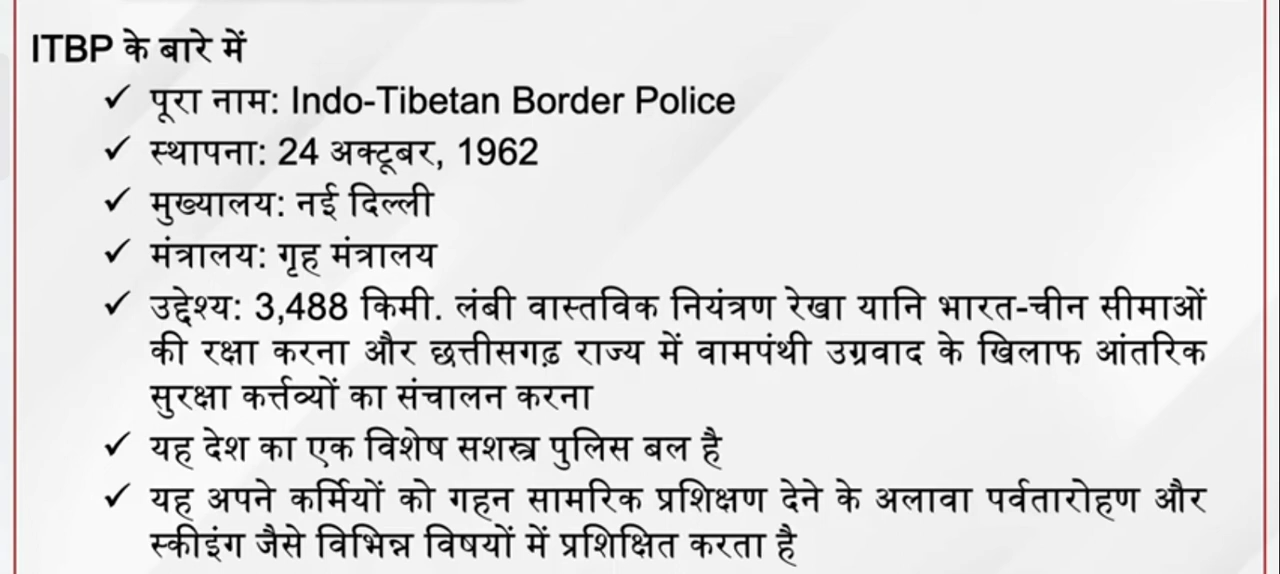 ITBP के बारे में
✓ पूरा नाम: Indo-Tibetan Border Police
✓ स्थापना: 24 अक्टूबर, 1962
✓ मुख्यालय: नई दिल्ली
✓ मंत्रालय: गृह मंत्रालय
✓ उद्देश्य: 3,488 किमी. लंबी वास्तविक नियंत्रण रेखा यानि भारत-चीन सीमाओं
की रक्षा करना और छत्तीसगढ़ राज्य में वामपंथी उग्रवाद के खिलाफ आंतरिक
सुरक्षा कर्त्तव्यों का संचालन करना
✓ यह देश का एक विशेष सशस्त्र पुलिस बल है
✓ यह अपने कर्मियों को गहन सामरिक प्रशिक्षण देने के अलावा पर्वतारोहण और
स्कीइंग जैसे विभिन्न विषयों में प्रशिक्षित करता है